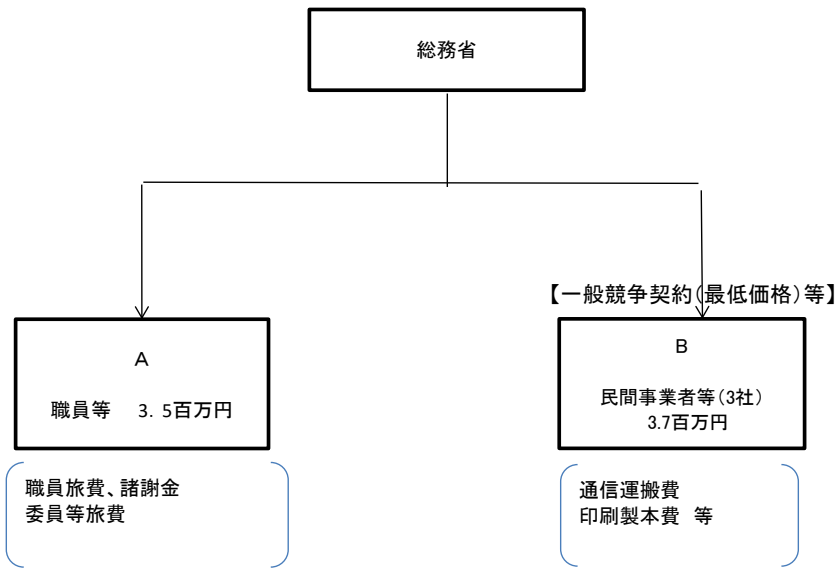 総務省
【一般競争契約（最低価格）等】
A
職員等　3．5百万円
B
民間事業者等（3社）
3.7百万円
職員旅費、諸謝金
委員等旅費
通信運搬費
印刷製本費　等